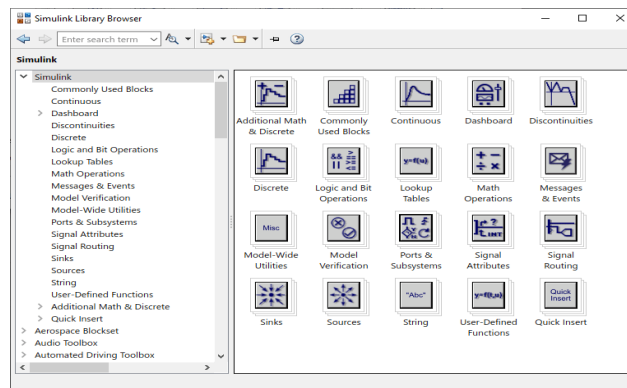 Simulink Library Browser
Enter search term
Simulink
Simulink
Commonly Used Blocks
Continuous
Dashboard
Discontinuities
Discrete
Logic and Bit Operations
Lookup Tables
Math Operations
Messages & Events
Model Verification
Model-Wide Utilities
Ports & Subsystems
Signal Attributes
Signal Routing
Sinks
Sources
String
User-Defined Functions
Additional Math & Discrete
Quick Insert
Aerospace Blockset
Audio Toolbox
Automated Driving Toolbox
Additional Math
& Discrete
Commonly
Used Blocks
Continuous
Dashboard
Discontinuities
&& >
|| <=
y=f(u)
Discrete
Logic and Bit
Operations
Lookup
Tables
Math
Operations
Messages
& Events
Misc
? INT
Model-Wide
Utilities
Model
Verification
Ports &
Subsystems
Signal
Attributes
Signal
Routing
"Abc"
y=f(t,u)
Quick
Insert
Sinks
Sources
String
User-Defined
Functions
Quick Insert